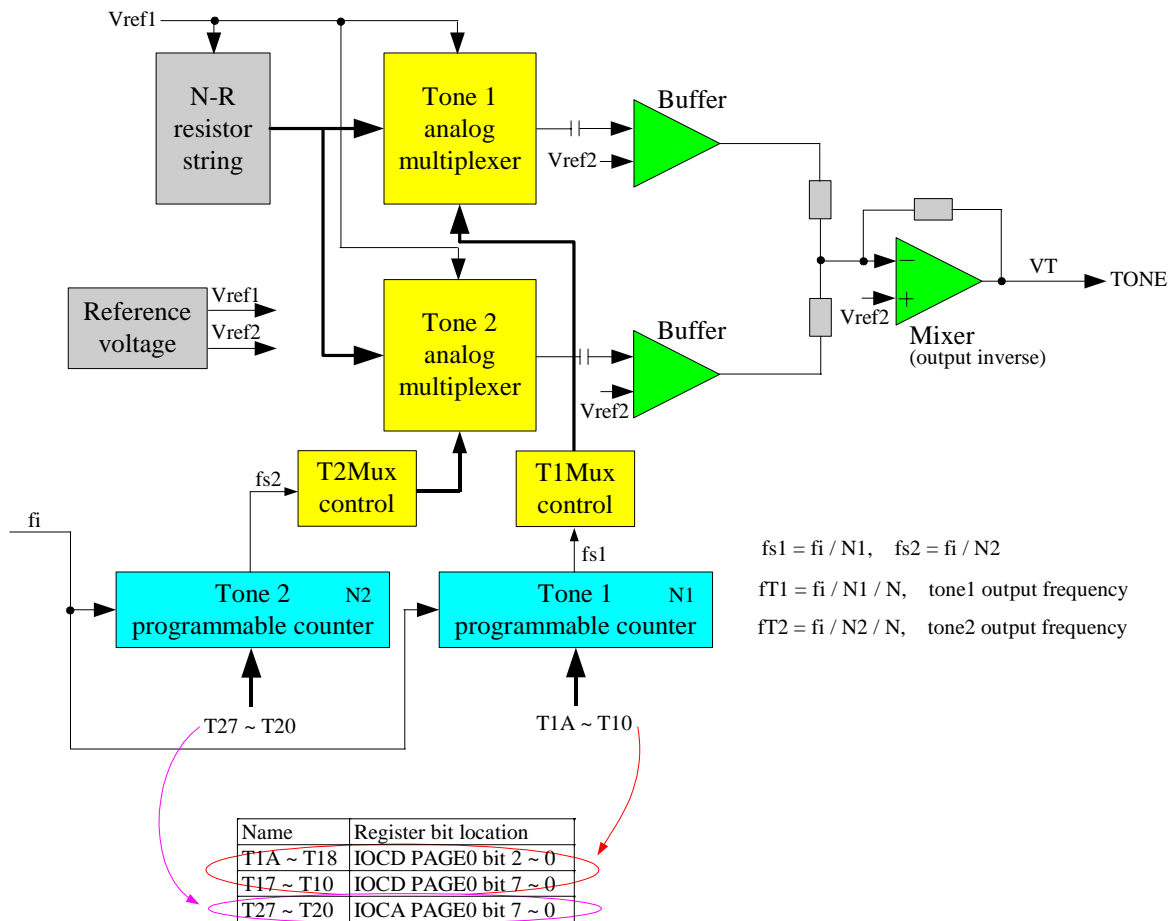 Vref1
N-R
resistor
string
Tone 1
analog
multiplexer
Buffer
Vref2
Reference
voltage
Vref1
Vref2
Tone 2
analog
multiplexer
Buffer
Vref2
−
+
Vref2
Mixer
(output inverse)
VT
TONE
T2Mux
control
T1Mux
control
fs2
fs1
fi
Tone 2 N2
programmable counter
Tone 1 N1
programmable counter
fs1 = fi / N1, fs2 = fi / N2
fT1 = fi / N1 / N, tone1 output frequency
fT2 = fi / N2 / N, tone2 output frequency
T27 ~ T20
T1A ~ T10
Name Register bit location
T1A ~ T18 IOCD PAGE0 bit 2 ~ 0
T17 ~ T10 IOCD PAGE0 bit 7 ~ 0
T27 ~ T20 IOCA PAGE0 bit 7 ~ 0